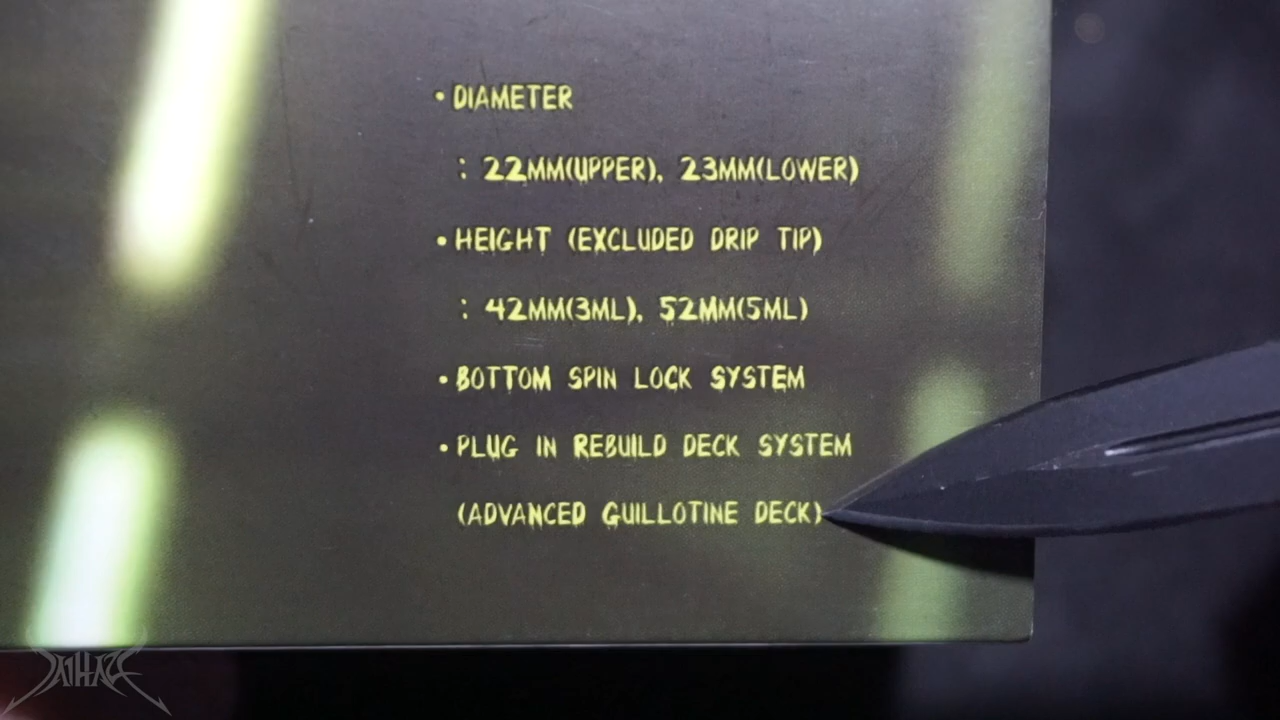 • DIAMETER
: 22MM(UPPER), 23MM(LOWER)
• HEIGHT (EXCLUDED DRIP TIP)
: 42MM(3ML), 52MM(5ML)
• BOTTOM SPIN LOCK SYSTEM
• PLUG IN REBUILD DECK SYSTEM
(ADVANCED GUILLOTINE DECK)